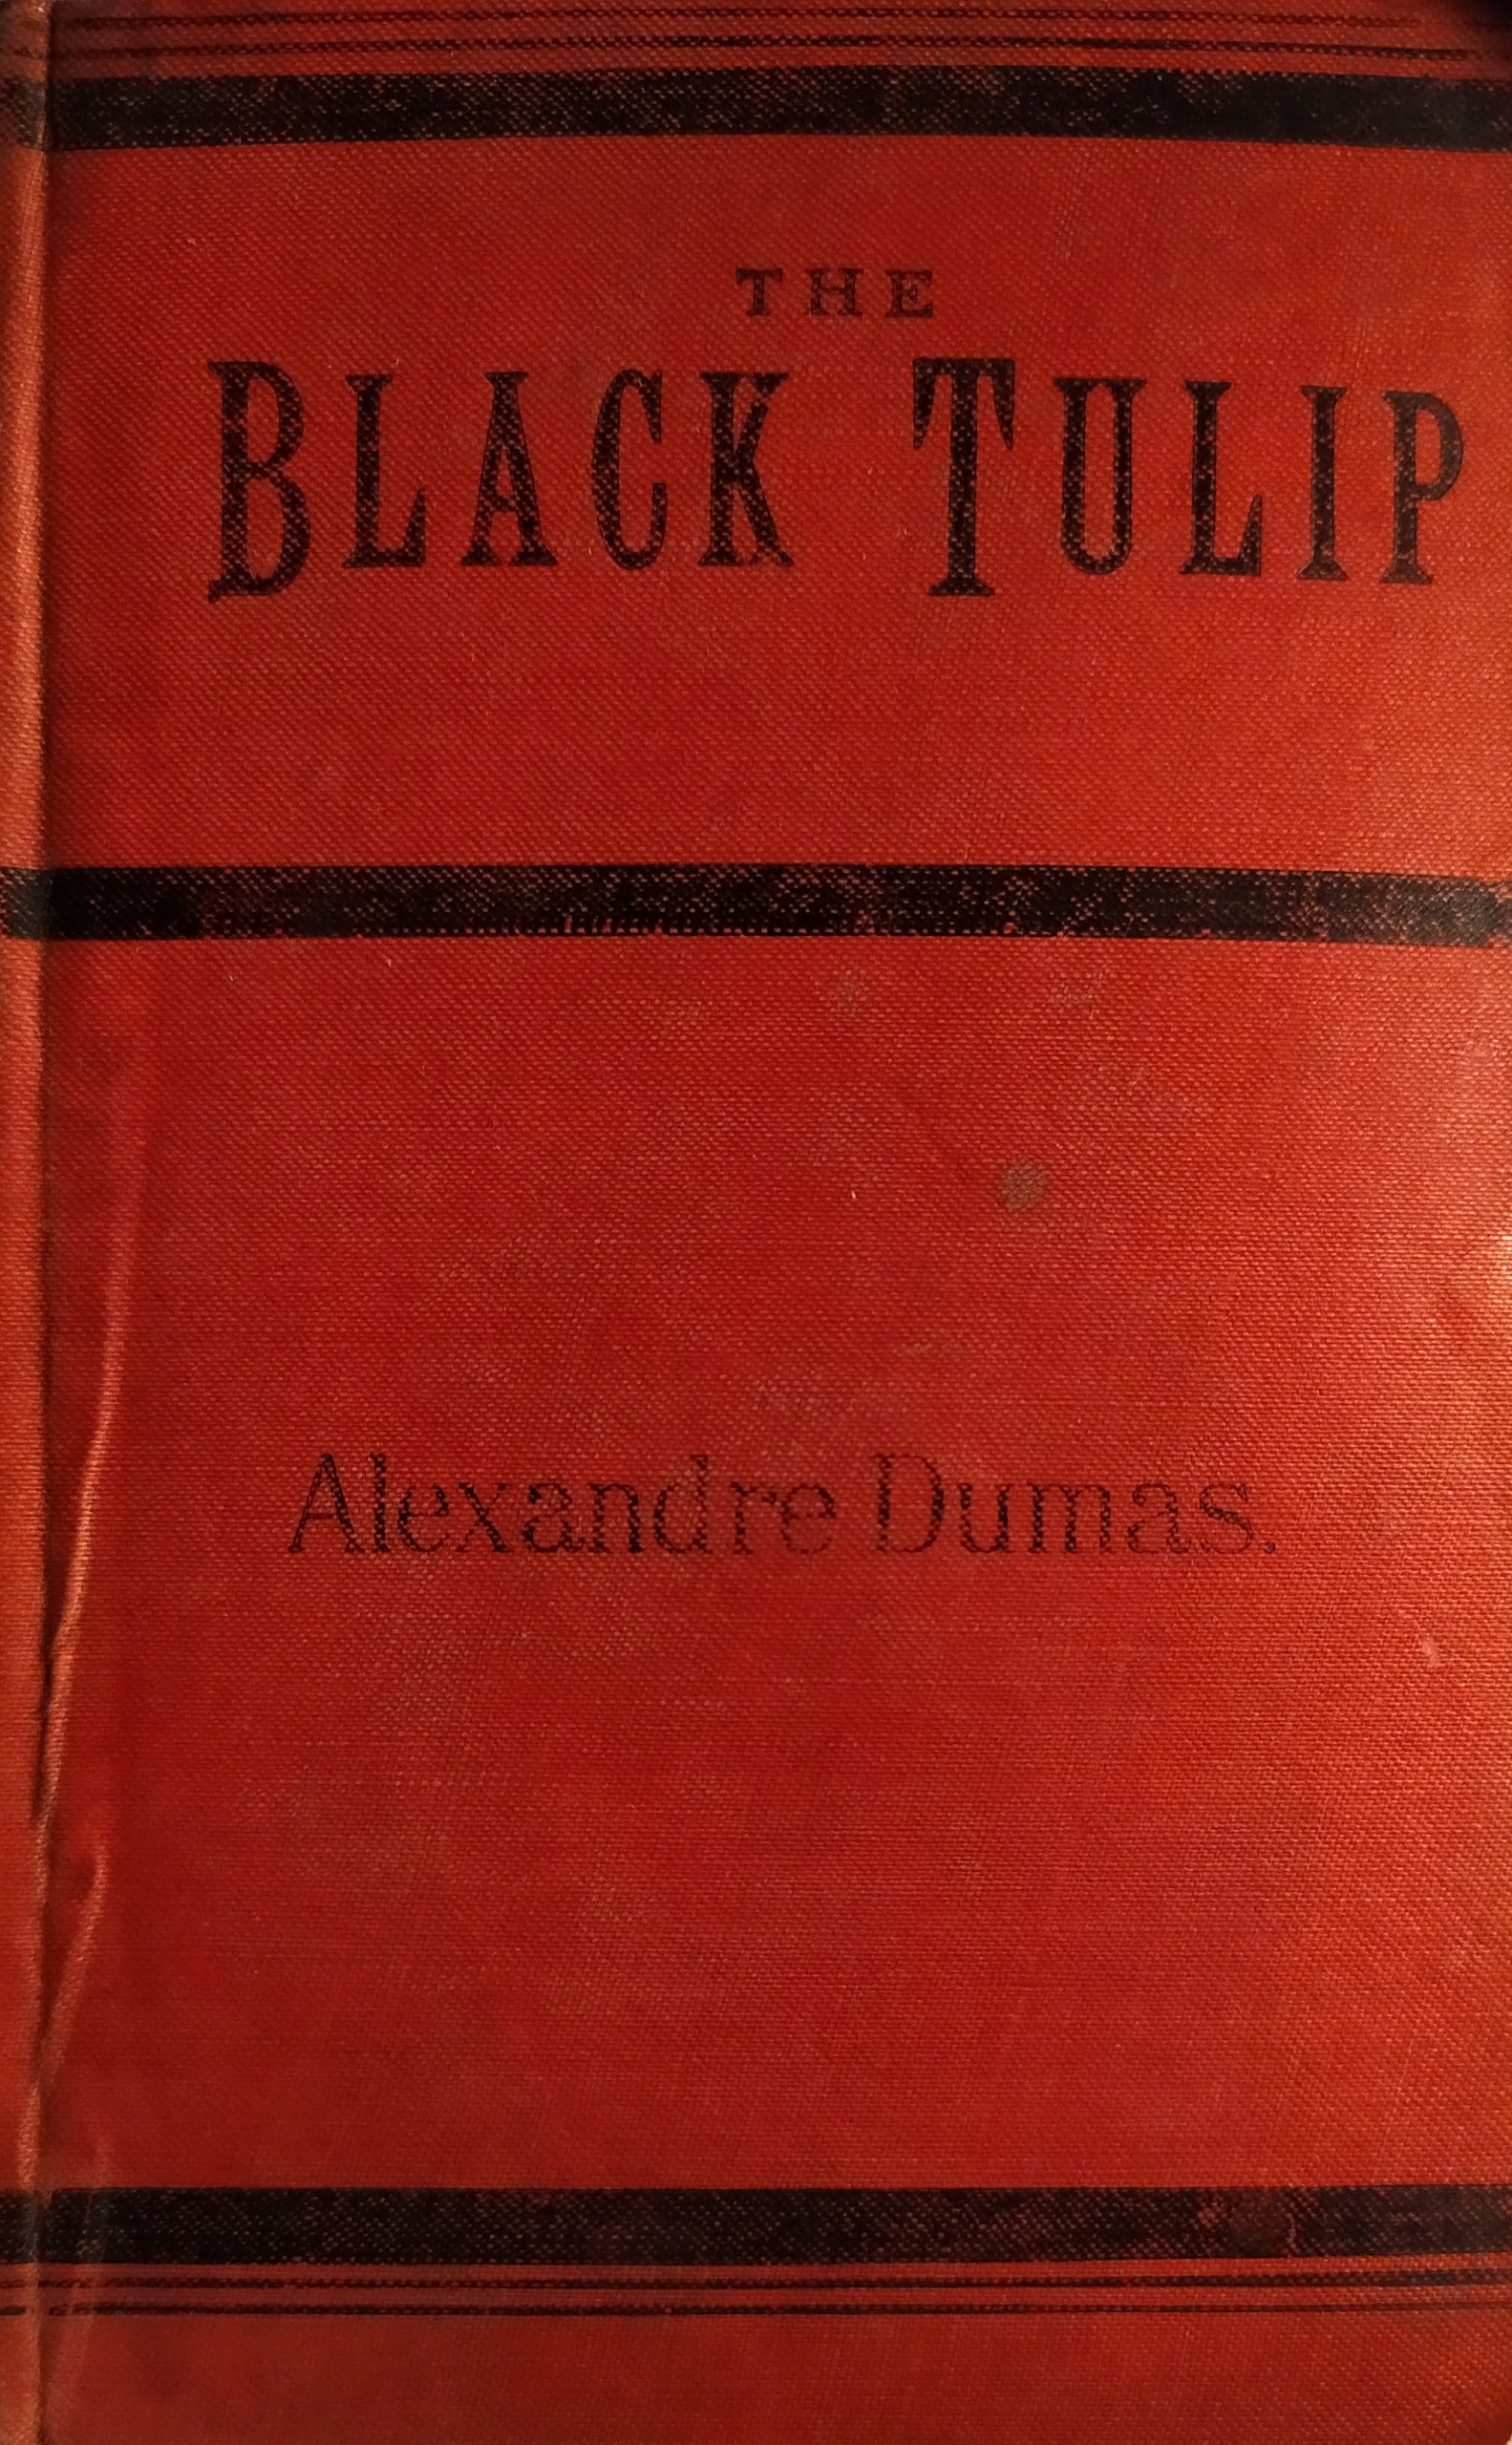 THE
BLACK TULIP
Alexandre Dumas.